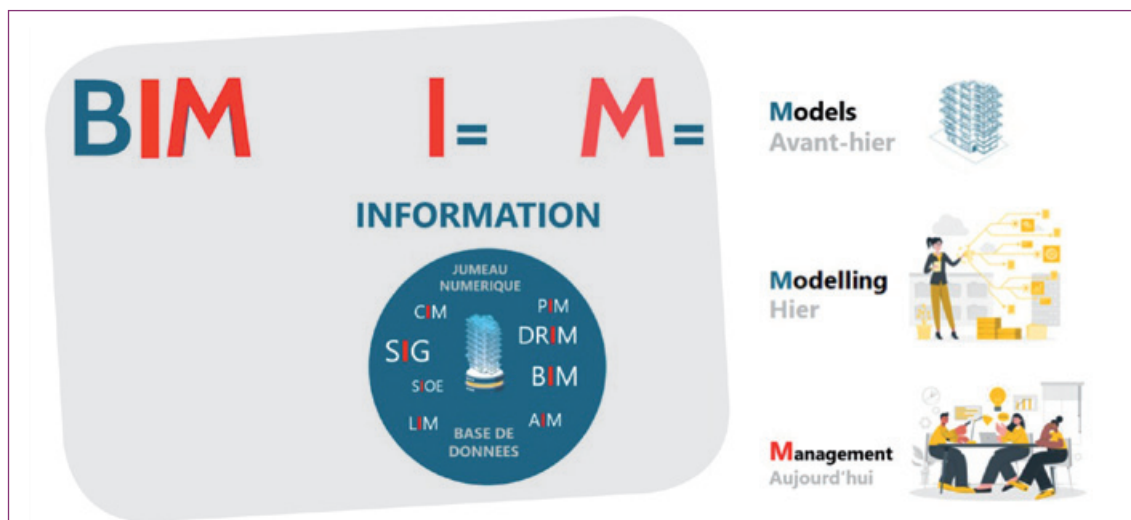 BIM I= M=
INFORMATION
JUMEAU
NUMERIQUE
CIM PIM
SIG DRIM
SIOE BIM
LIM AIM
BASE DE
DONNEES
Models
Avant-hier
Modelling
Hier
Management
Aujourd'hui